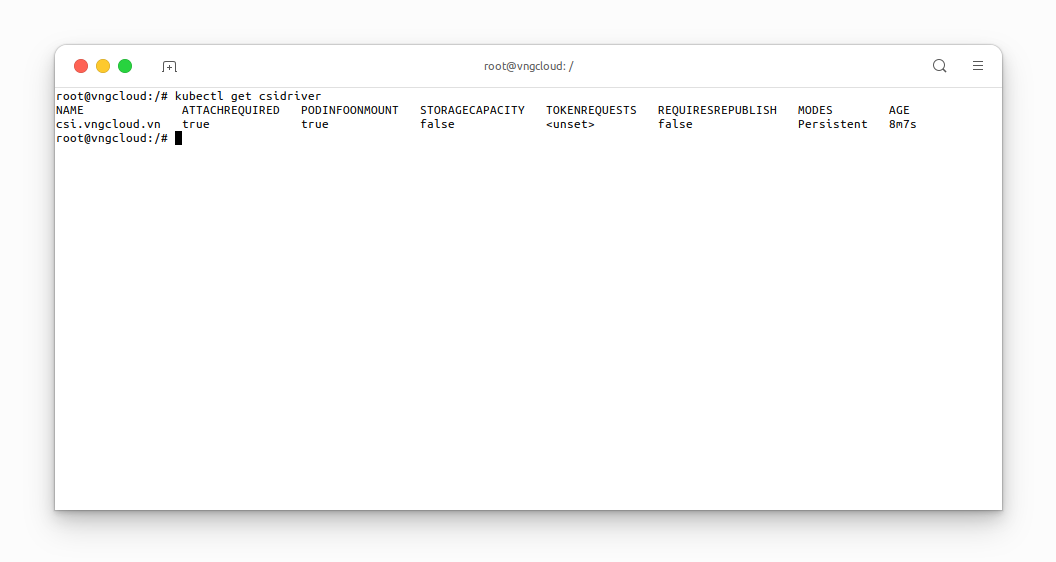 root@vngcloud: /
root@vngcloud:/# kubectl get csidriver
NAME              ATTACHREQUIRED   PODINFOONMOUNT   STORAGECAPACITY   TOKENREQUESTS   REQUIRESREPUBLISH   MODES        AGE
csi.vngcloud.vn   true             true             false             <unset>         false               Persistent   8m7s
root@vngcloud:/#